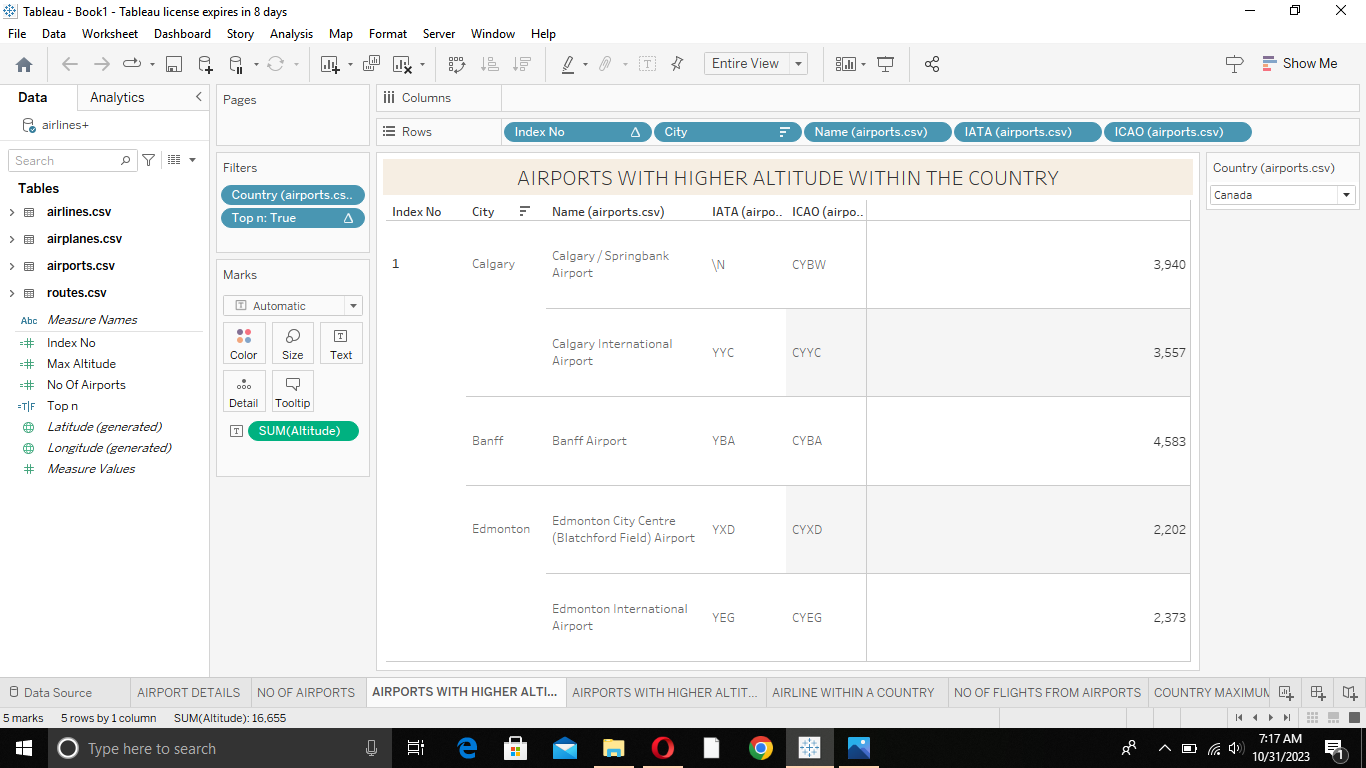 Tableau - Book1 - Tableau license expires in 8 days
File Data Worksheet Dashboard Story Analysis Map Format Server Window Help
Entire View
Show Me
Data
Analytics
airlines+
Search
Tables
airlines.csv
airplanes.csv
airports.csv
routes.csv
Abc Measure Names
Index No
Max Altitude
No Of Airports
=T|F Top n
Latitude (generated)
Longitude (generated)
Measure Values
Pages
Filters
Country (airports.cs..
Top n: True
Marks
Automatic
Color Size Text
Detail Tooltip
SUM(Altitude)
Columns
Rows
Index No City Name (airports.csv) IATA (airports.csv) ICAO (airports.csv)
AIRPORTS WITH HIGHER ALTITUDE WITHIN THE COUNTRY
Index No City Name (airports.csv) IATA (airpo.. ICAO (airpo..
1 Calgary Calgary / Springbank
Airport \N CYBW 3,940
Calgary International
Airport YYC CYYC 3,557
Banff Banff Airport YBA CYBA 4,583
Edmonton Edmonton City Centre
(Blatchford Field) Airport YXD CYXD 2,202
Edmonton International
Airport YEG CYEG 2,373
Country (airports.csv)
Canada
Data Source AIRPORT DETAILS NO OF AIRPORTS AIRPORTS WITH HIGHER ALTI... AIRPORTS WITH HIGHER ALTIT... AIRLINE WITHIN A COUNTRY NO OF FLIGHTS FROM AIRPORTS COUNTRY MAXIMUM
5 marks 5 rows by 1 column SUM(Altitude): 16,655
Type here to search
7:17 AM
10/31/2023
1